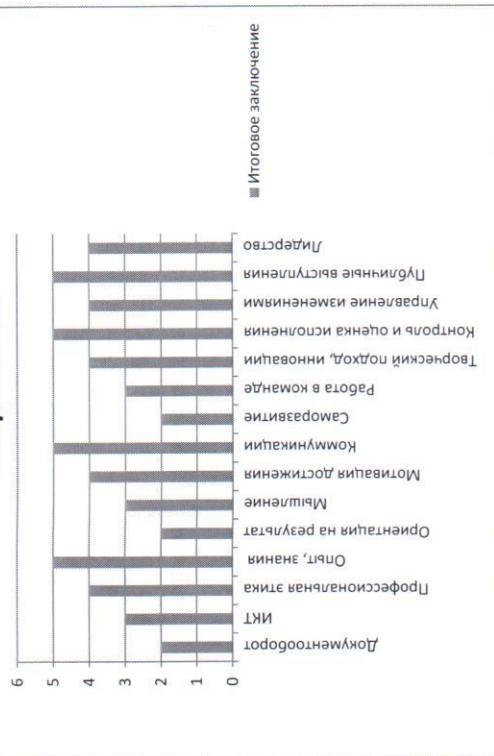 6
5
4
3
2
1
0
Документооборот
ИКТ
Профессиональная этика
Опыт, знания
Ориентация на результат
Мышление
Мотивация достижения
Коммуникации
Саморазвитие
Работа в команде
Творческий подход, инновации
Контроль и оценка исполнения
Управление изменениями
Публичные выступления
Лидерство
Итоговое заключение